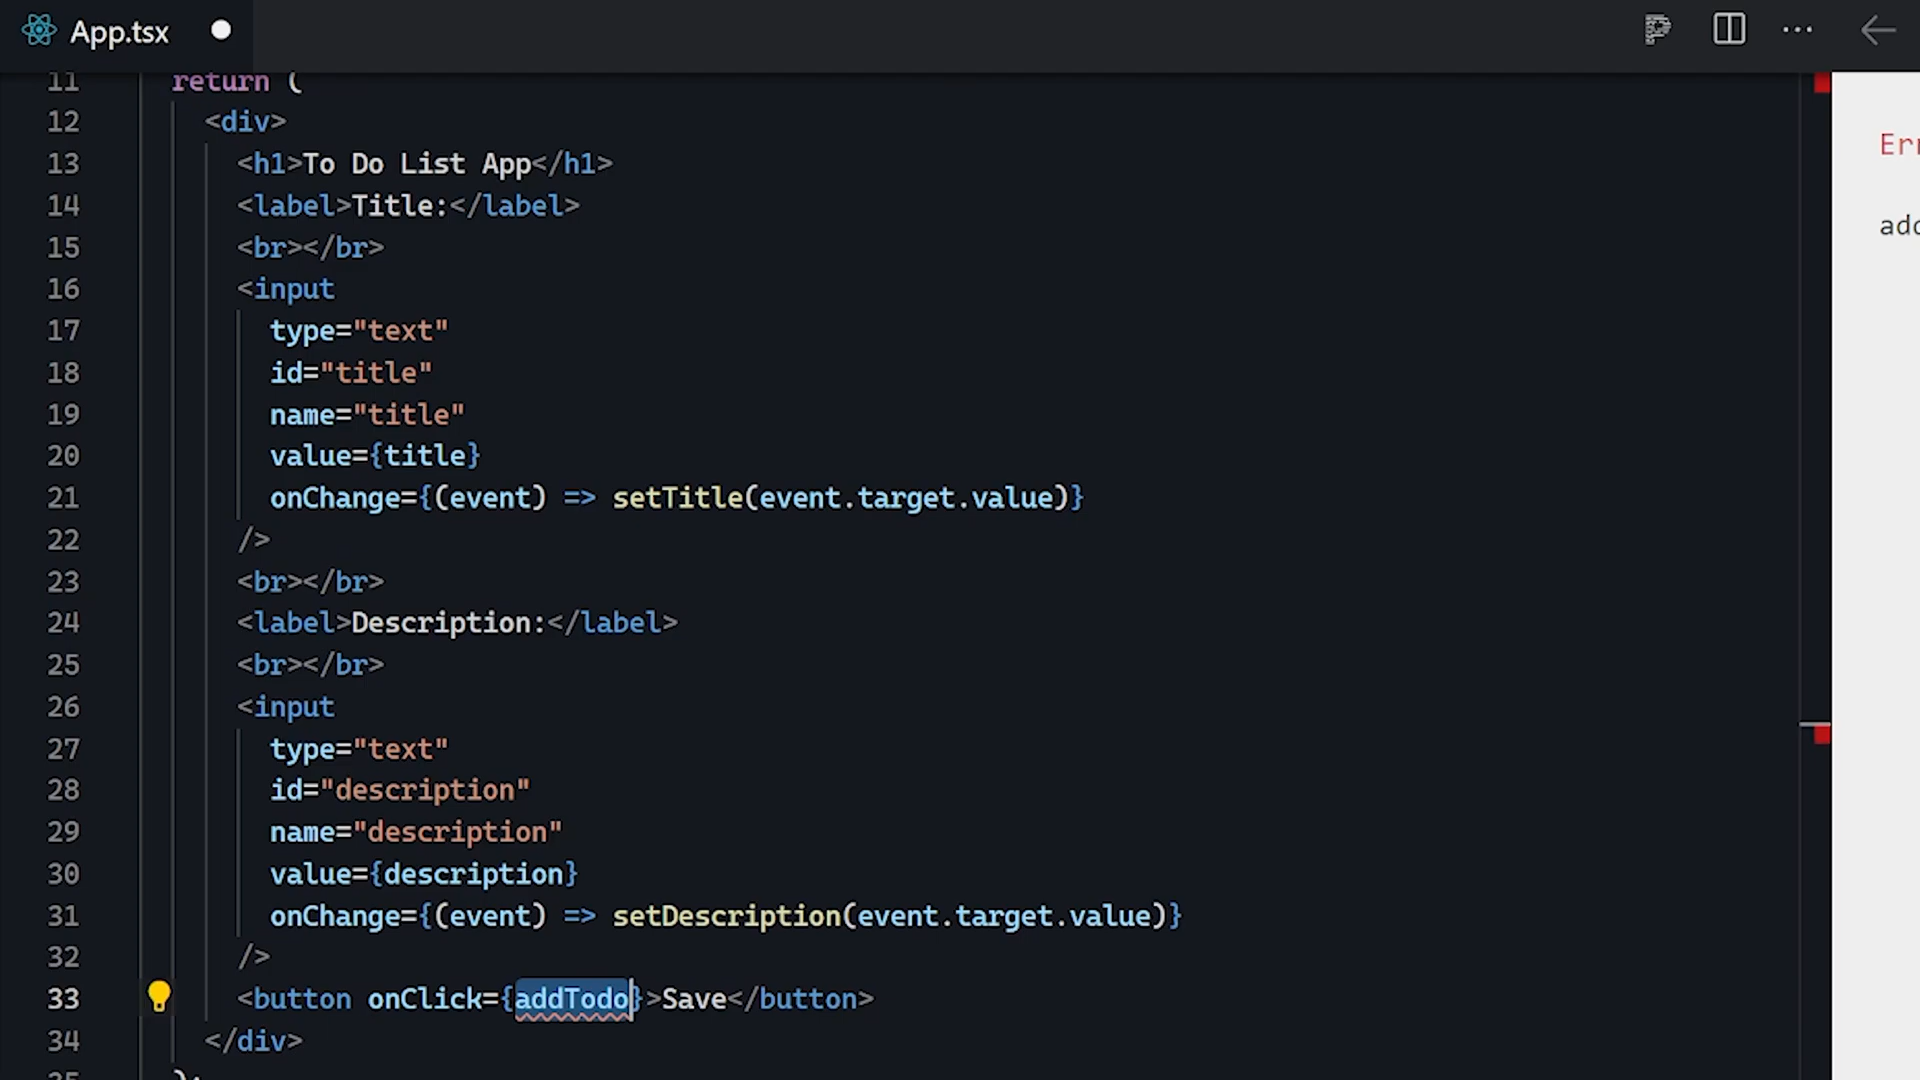 App.tsx
11 return (
12 <div>
13 <h1>To Do List App</h1>
14 <label>Title:</label>
15 <br></br>
16 <input
17 type="text"
18 id="title"
19 name="title"
20 value={title}
21 onChange={(event) => setTitle(event.target.value)}
22 />
23 <br></br>
24 <label>Description:</label>
25 <br></br>
26 <input
27 type="text"
28 id="description"
29 name="description"
30 value={description}
31 onChange={(event) => setDescription(event.target.value)}
32 />
33 <button onClick={addTodo}>Save</button>
34 </div>
35 );